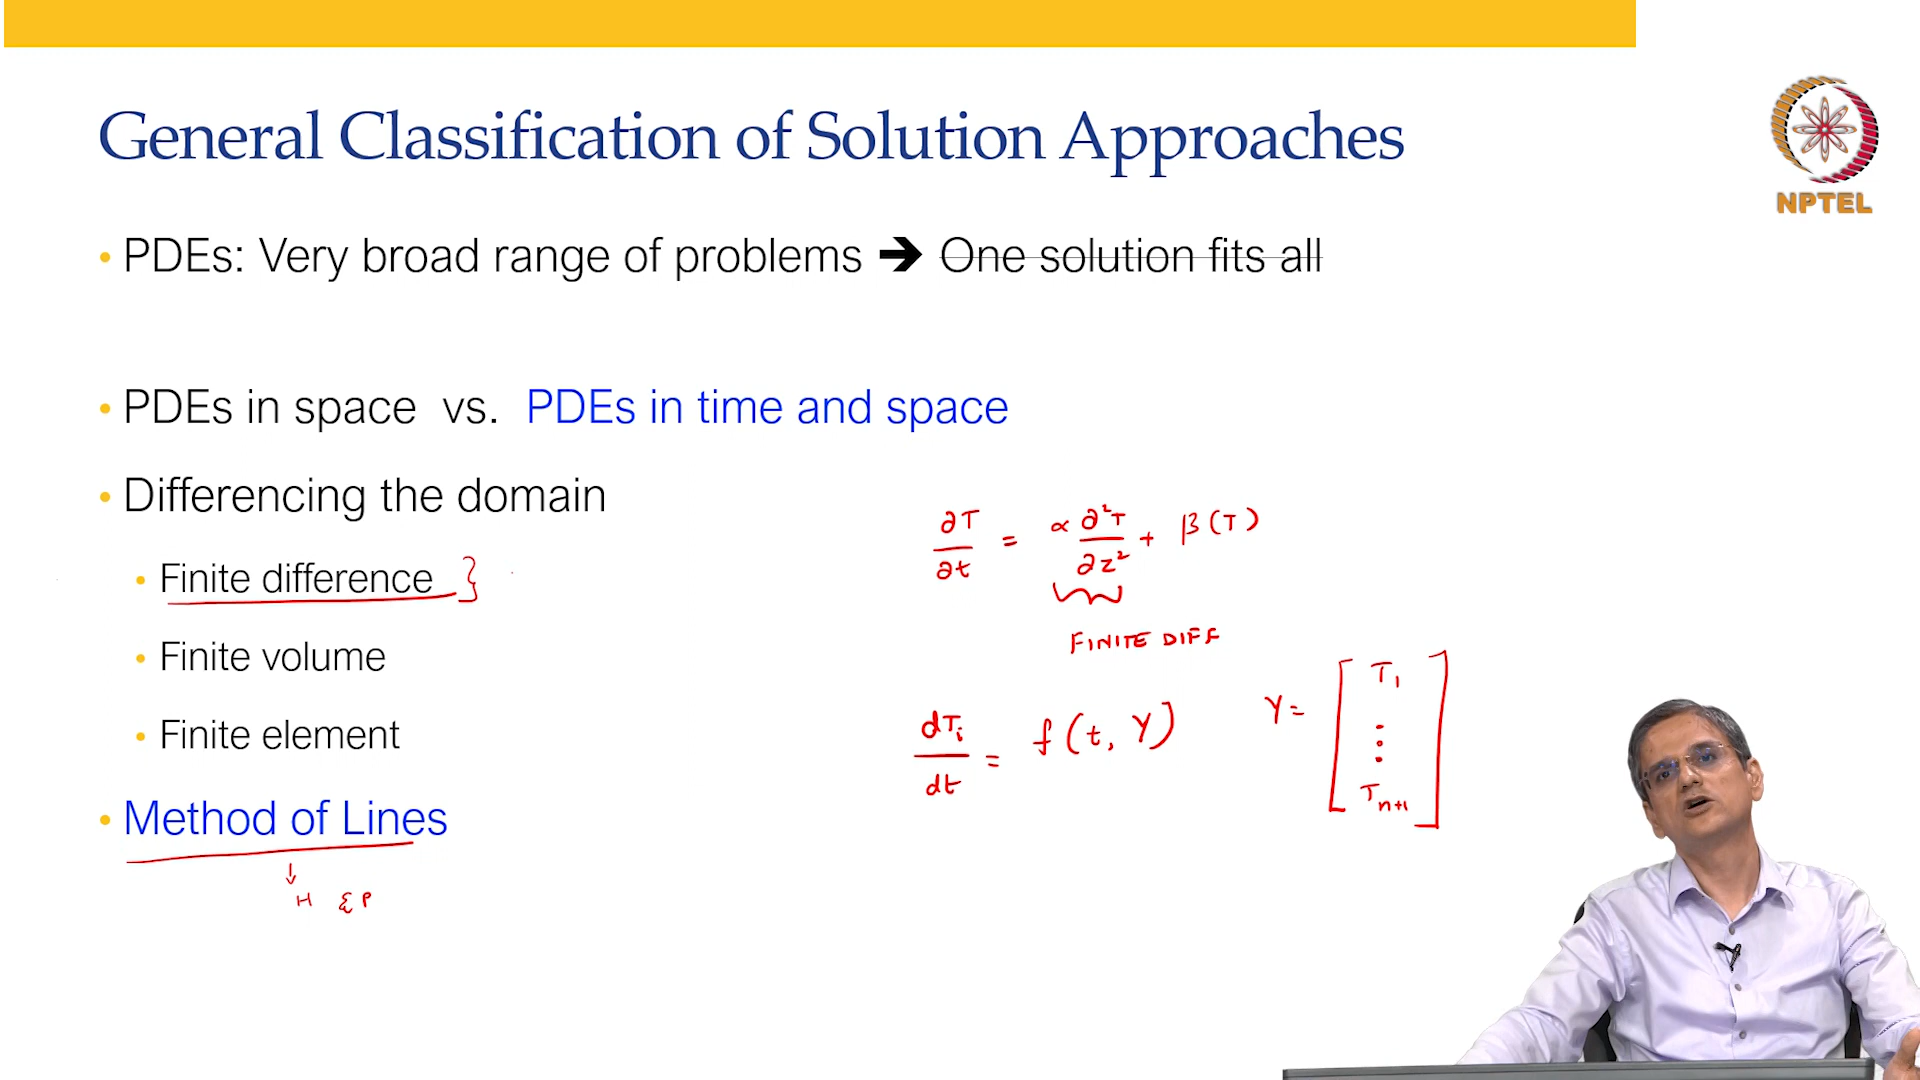 General Classification of Solution Approaches
NPTEL
• PDEs: Very broad range of problems ➔ One solution fits all
• PDEs in space vs. PDEs in time and space
• Differencing the domain
∂T/∂t = α ∂²T/∂z² + β(T)
• Finite difference }
FINITE DIFF
• Finite volume
dTi/dt = f(t, Y)
Y = [T1 ⋮ Tn+1]
• Finite element
• Method of Lines
↓
H & P